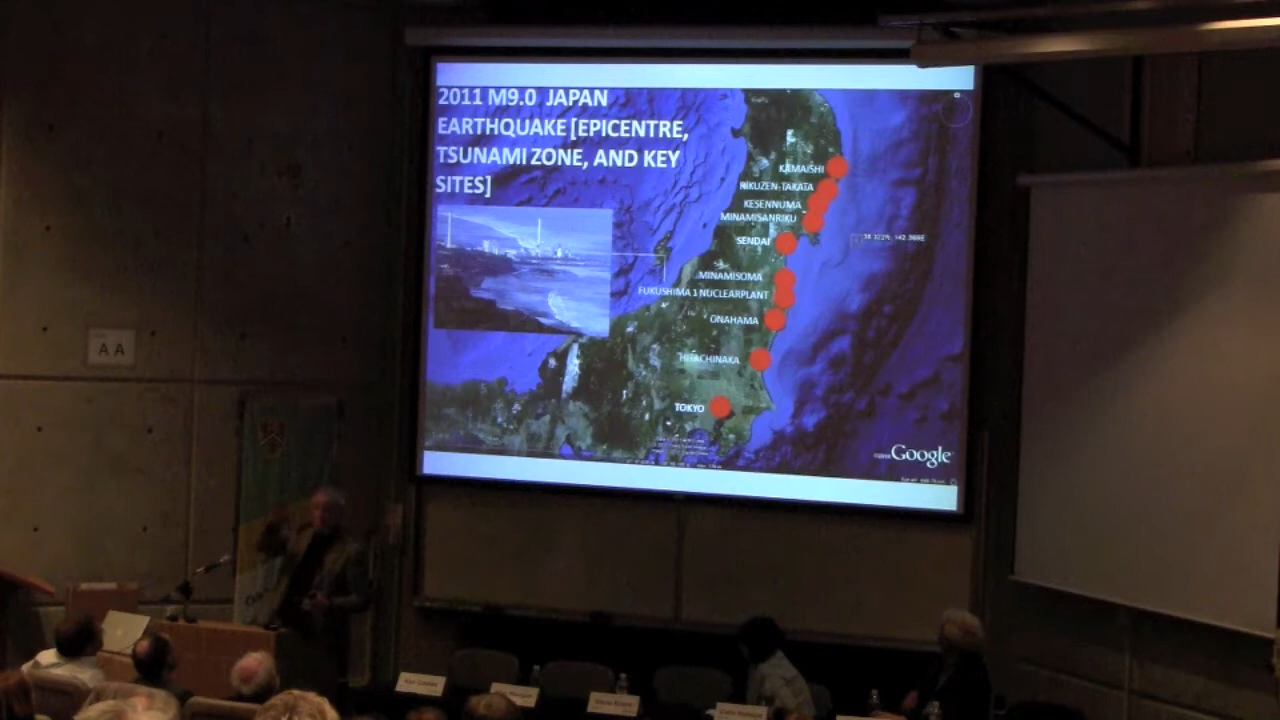 2011 M9.0 JAPAN
EARTHQUAKE [EPICENTRE,
TSUNAMI ZONE, AND KEY
SITES]
KAMAISHI
RIKUZEN-TAKATA
KESENNUMA
MINAMISANRIKU
SENDAI
MINAMISOMA
FUKUSHIMA 1 NUCLEARPLANT
ONAHAMA
HITACHINAKA
TOKYO
Google
A A